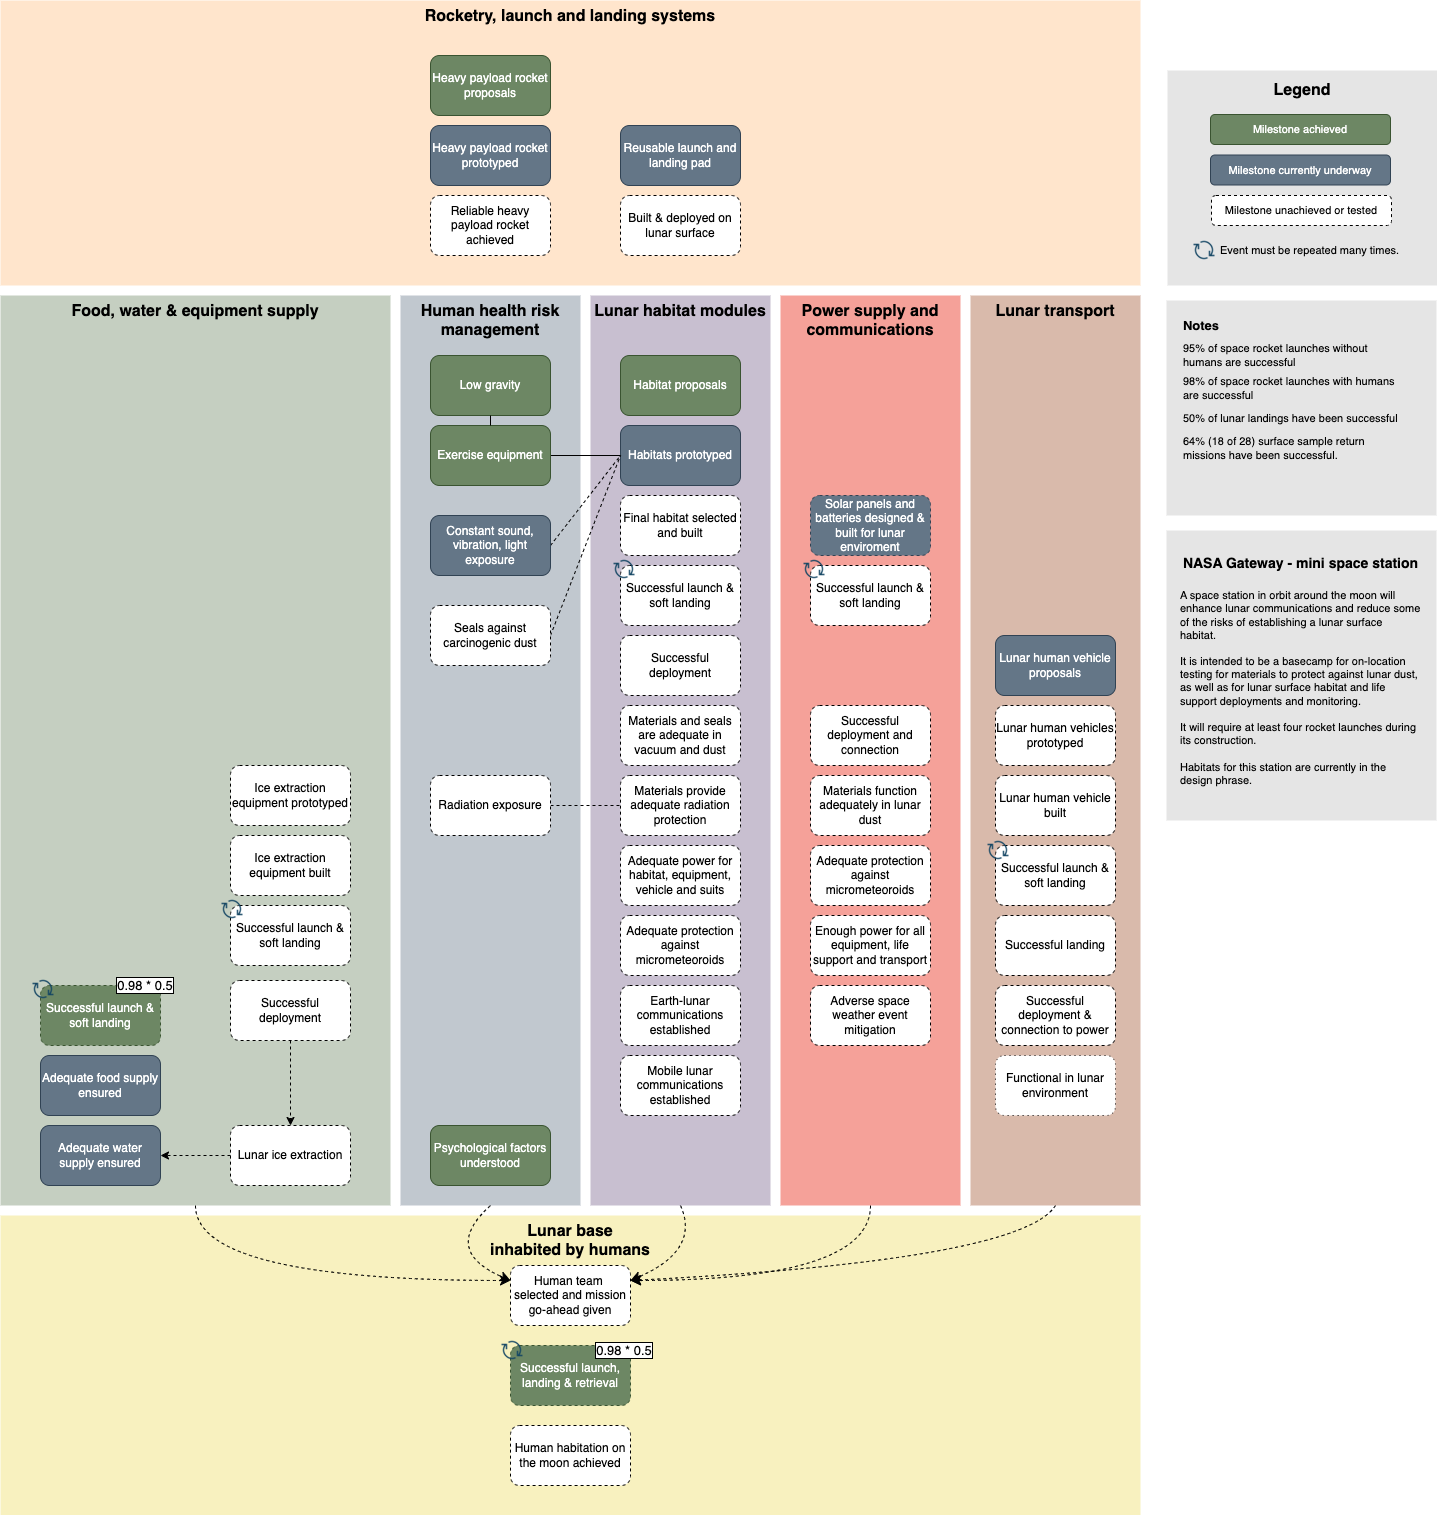 Rocketry, launch and landing systems
Heavy payload rocket
proposals
Heavy payload rocket
prototyped
Reliable heavy
payload rocket
achieved
Reusable launch and
landing pad
Built & deployed on
lunar surface
Legend
Milestone achieved
Milestone currently underway
Milestone unachieved or tested
Event must be repeated many times.
Notes
95% of space rocket launches without
humans are successful
98% of space rocket launches with humans
are successful
50% of lunar landings have been successful
64% (18 of 28) surface sample return
missions have been successful.
NASA Gateway - mini space station
A space station in orbit around the moon will
enhance lunar communications and reduce some
of the risks of establishing a lunar surface
habitat.
It is intended to be a basecamp for on-location
testing for materials to protect against lunar dust,
as well as for lunar surface habitat and life
support deployments and monitoring.
It will require at least four rocket launches during
its construction.
Habitats for this station are currently in the
design phrase.
Food, water & equipment supply
Ice extraction
equipment prototyped
Ice extraction
equipment built
Successful launch &
soft landing
Successful
deployment
Lunar ice extraction
0.98 * 0.5
Successful launch &
soft landing
Adequate food supply
ensured
Adequate water
supply ensured
Human health risk
management
Low gravity
Exercise equipment
Constant sound,
vibration, light
exposure
Seals against
carcinogenic dust
Radiation exposure
Psychological factors
understood
Lunar habitat modules
Habitat proposals
Habitats prototyped
Final habitat selected
and built
Successful launch &
soft landing
Successful
deployment
Materials and seals
are adequate in
vacuum and dust
Materials provide
adequate radiation
protection
Adequate power for
habitat, equipment,
vehicle and suits
Adequate protection
against
micrometeoroids
Earth-lunar
communications
established
Mobile lunar
communications
established
Power supply and
communications
Solar panels and
batteries designed &
built for lunar
enviroment
Successful launch &
soft landing
Successful
deployment and
connection
Materials function
adequately in lunar
dust
Adequate protection
against
micrometeoroids
Enough power for all
equipment, life
support and transport
Adverse space
weather event
mitigation
Lunar transport
Lunar human vehicle
proposals
Lunar human vehicles
prototyped
Lunar human vehicle
built
Successful launch &
soft landing
Successful landing
Successful
deployment &
connection to power
Functional in lunar
environment
Lunar base
inhabited by humans
Human team
selected and mission
go-ahead given
0.98 * 0.5
Successful launch,
landing & retrieval
Human habitation on
the moon achieved